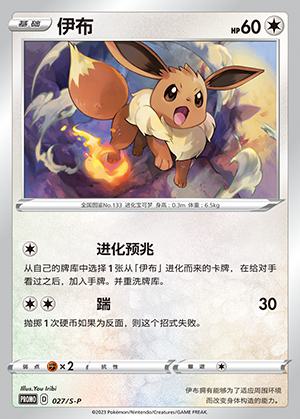 基础 伊布 HP60
全国图鉴No.133 进化宝可梦 身高：0.3m 体重：6.5kg
进化预兆
从自己的牌库中选择1张从「伊布」进化而来的卡牌，在给对手
看过之后，加入手牌。并重洗牌库。
踹 30
抛掷1次硬币如果为反面，则这个招式失败。
弱点 ×2 抗性 撤退
Illus.You Iribi
PROMO D 027/S-P
伊布拥有能够为了适应周围环境
而改变身体构造的能力。
©2023 Pokémon/Nintendo/Creatures/GAME FREAK.